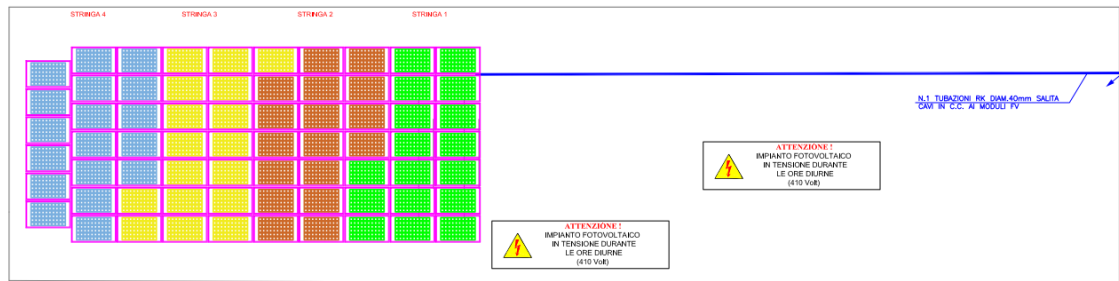 STRINGA 4
STRINGA 3
STRINGA 2
STRINGA 1
N.1 TUBAZIONI RK DIAM.40mm SALITA
CAVI IN C.C. AI MODULI FV
ATTENZIONE !
IMPIANTO FOTOVOLTAICO
IN TENSIONE DURANTE
LE ORE DIURNE
(410 Volt)
ATTENZIONE !
IMPIANTO FOTOVOLTAICO
IN TENSIONE DURANTE
LE ORE DIURNE
(410 Volt)